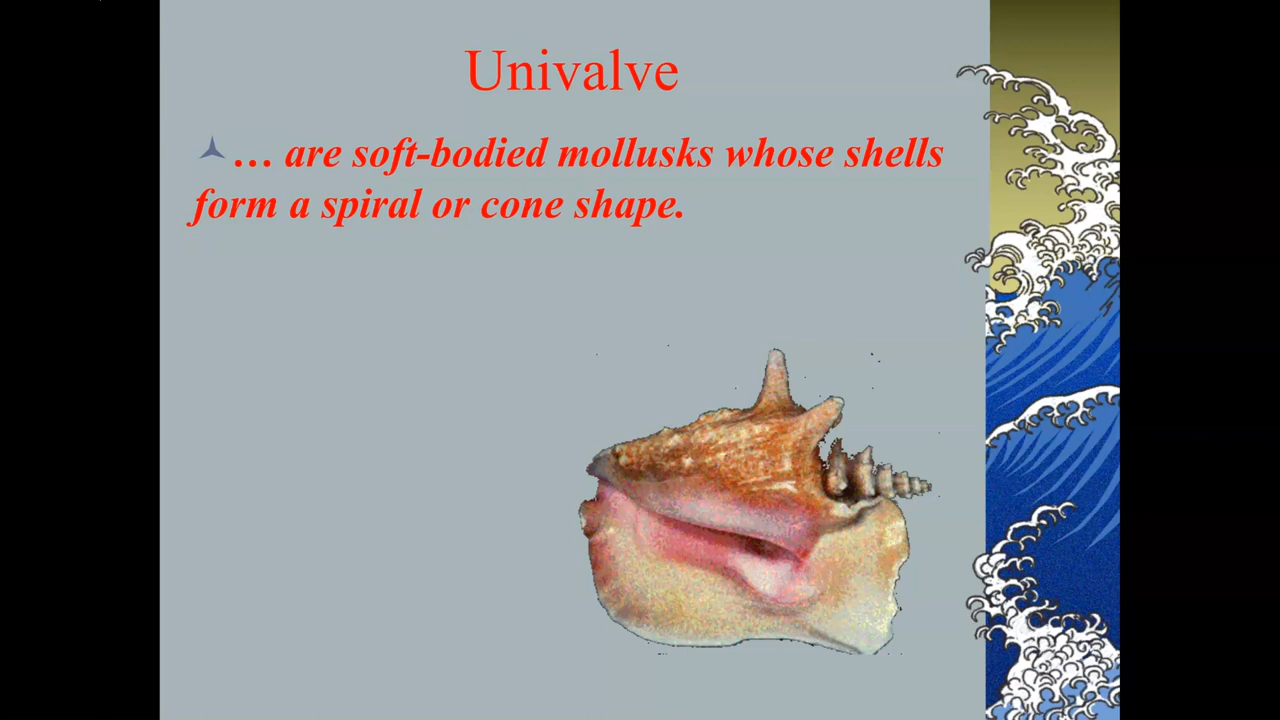 Univalve
… are soft-bodied mollusks whose shells
form a spiral or cone shape.